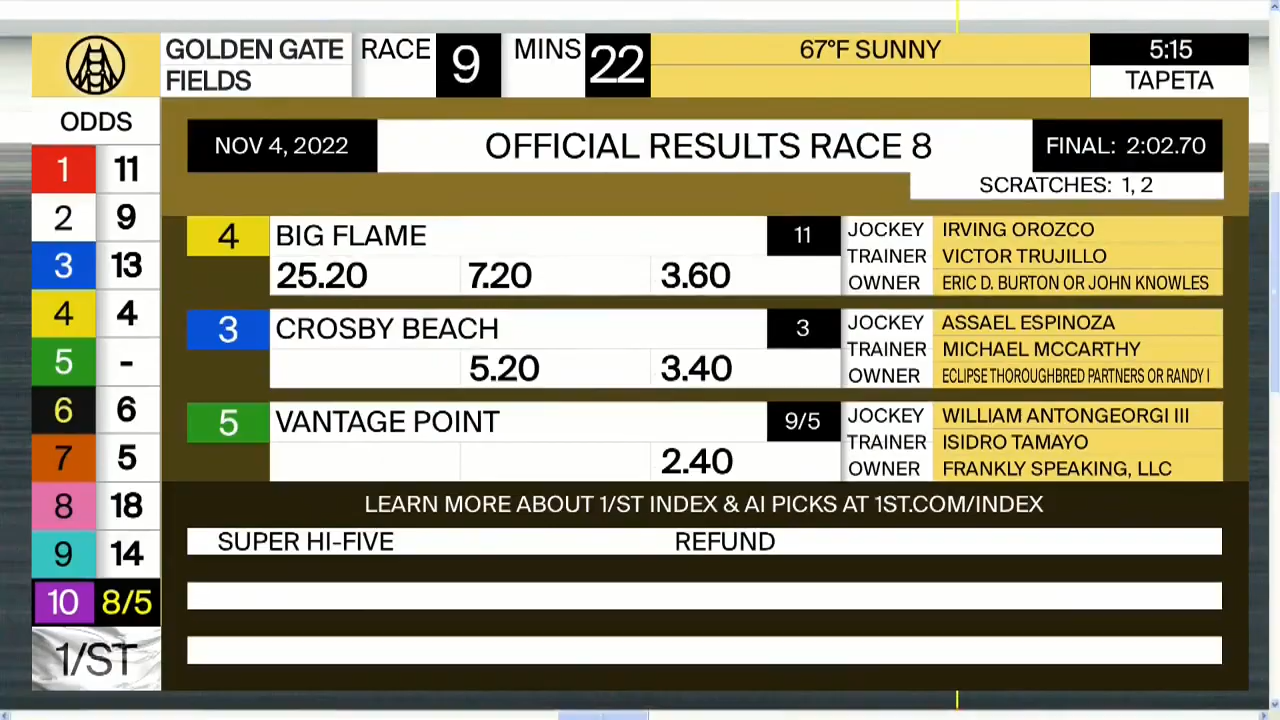 GOLDEN GATE FIELDS
RACE 9
MINS 22
67°F SUNNY
5:15
TAPETA
ODDS
1 11
2 9
3 13
4 4
5 -
6 6
7 5
8 18
9 14
10 8/5
1/ST
NOV 4, 2022
OFFICIAL RESULTS RACE 8
FINAL: 2:02.70
SCRATCHES: 1, 2
4 BIG FLAME 11
25.20 7.20 3.60
JOCKEY IRVING OROZCO
TRAINER VICTOR TRUJILLO
OWNER ERIC D. BURTON OR JOHN KNOWLES
3 CROSBY BEACH 3
5.20 3.40
JOCKEY ASSAEL ESPINOZA
TRAINER MICHAEL MCCARTHY
OWNER ECLIPSE THOROUGHBRED PARTNERS OR RANDY I
5 VANTAGE POINT 9/5
2.40
JOCKEY WILLIAM ANTONGEORGI III
TRAINER ISIDRO TAMAYO
OWNER FRANKLY SPEAKING, LLC
LEARN MORE ABOUT 1/ST INDEX & AI PICKS AT 1ST.COM/INDEX
SUPER HI-FIVE REFUND